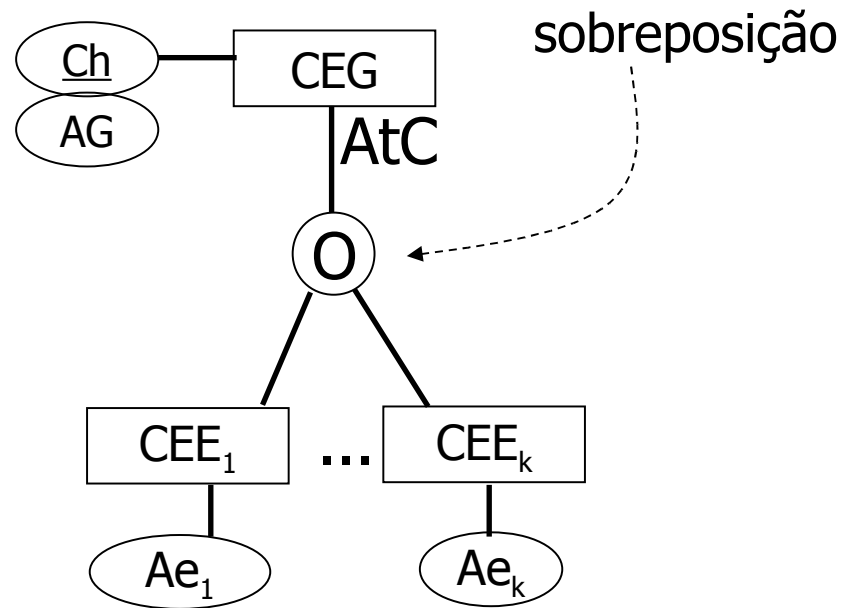 sobreposição
Ch
CEG
AG
AtC
O
CEE₁
...
CEEₖ
Ae₁
Aeₖ